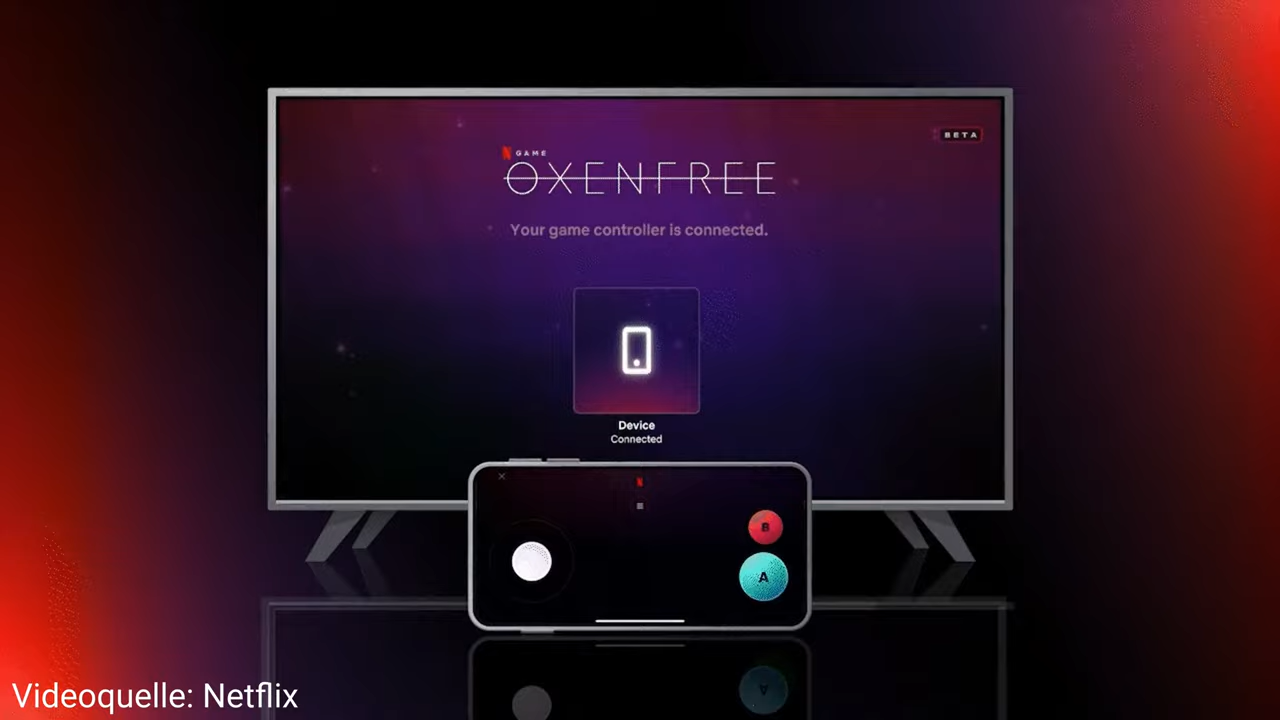 BETA
N GAME
OXENFREE
Your game controller is connected.
Device
Connected
N
B
A
Videoquelle: Netflix